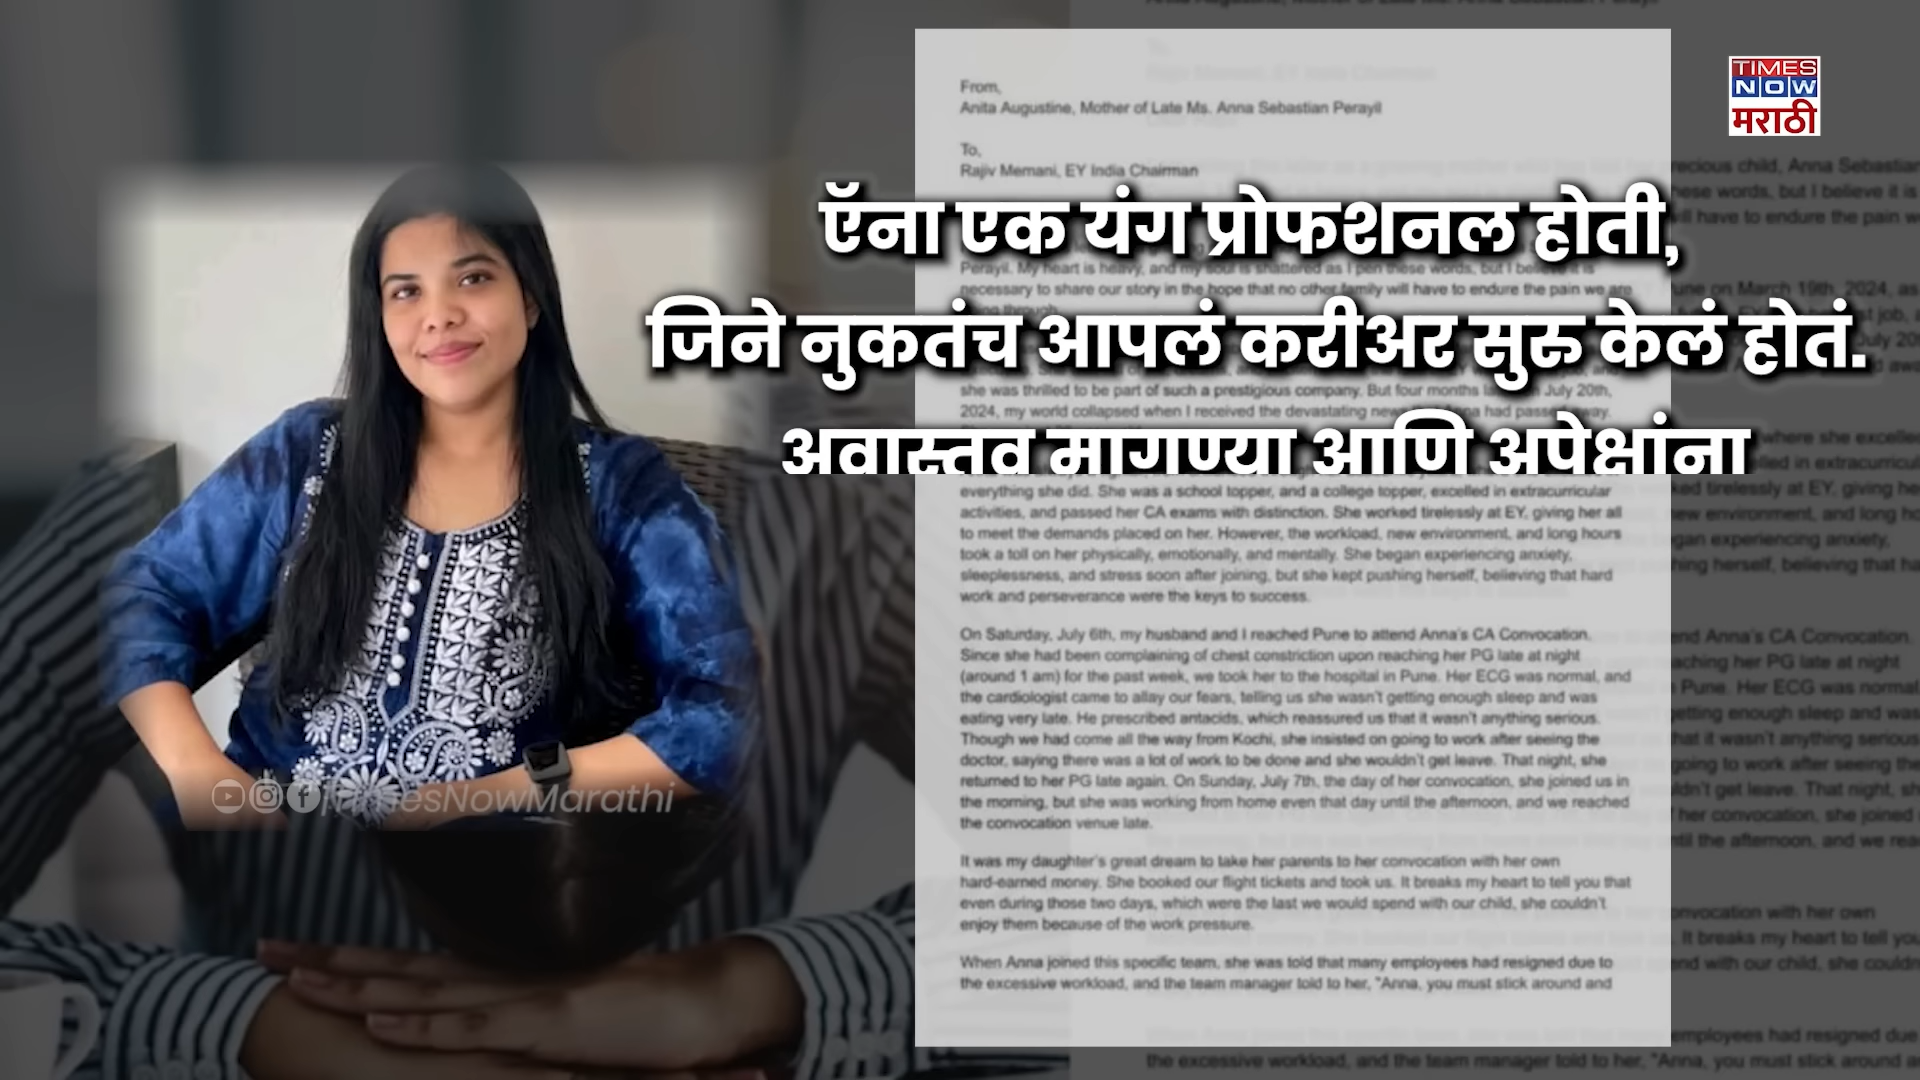 TIMES
NOW
मराठी
From,
Anita Augustine, Mother of Late Ms. Anna Sebastian Perayil
To,
Rajiv Memani, EY India Chairman
ऍना एक यंग प्रोफशनल होती,
Perayil. My heart is heavy, and my soul is shattered as I pen these words, but I believe it is
necessary to share our story in the hope that no other family will have to endure the pain we are
जिने नुकतंच आपलं करीअर सुरु केलं होतं.
she was thrilled to be part of such a prestigious company. But four months July 20th,
2024, my world collapsed when I received the devastating news had passed away.
अवास्तव मागण्या आणि अपेक्षांना
everything she did. She was a school topper, and a college topper, excelled in extracurricular
activities, and passed her CA exams with distinction. She worked tirelessly at EY, giving her all
to meet the demands placed on her. However, the workload, new environment, and long hours
took a toll on her physically, emotionally, and mentally. She began experiencing anxiety,
sleeplessness, and stress soon after joining, but she kept pushing herself, believing that hard
work and perseverance were the keys to success.
On Saturday, July 6th, my husband and I reached Pune to attend Anna's CA Convocation.
Since she had been complaining of chest constriction upon reaching her PG late at night
(around 1 am) for the past week, we took her to the hospital in Pune. Her ECG was normal, and
the cardiologist came to allay our fears, telling us she wasn't getting enough sleep and was
eating very late. He prescribed antacids, which reassured us that it wasn't anything serious.
Though we had come all the way from Kochi, she insisted on going to work after seeing the
doctor, saying there was a lot of work to be done and she wouldn't get leave. That night, she
returned to her PG late again. On Sunday, July 7th, the day of her convocation, she joined us in
the morning, but she was working from home even that day until the afternoon, and we reached
the convocation venue late.
It was my daughter's great dream to take her parents to her convocation with her own
hard-earned money. She booked our flight tickets and took us. It breaks my heart to tell you that
even during those two days, which were the last we would spend with our child, she couldn't
enjoy them because of the work pressure.
When Anna joined this specific team, she was told that many employees had resigned due to
the excessive workload, and the team manager told to her, "Anna, you must stick around and
/TimesNowMarathi